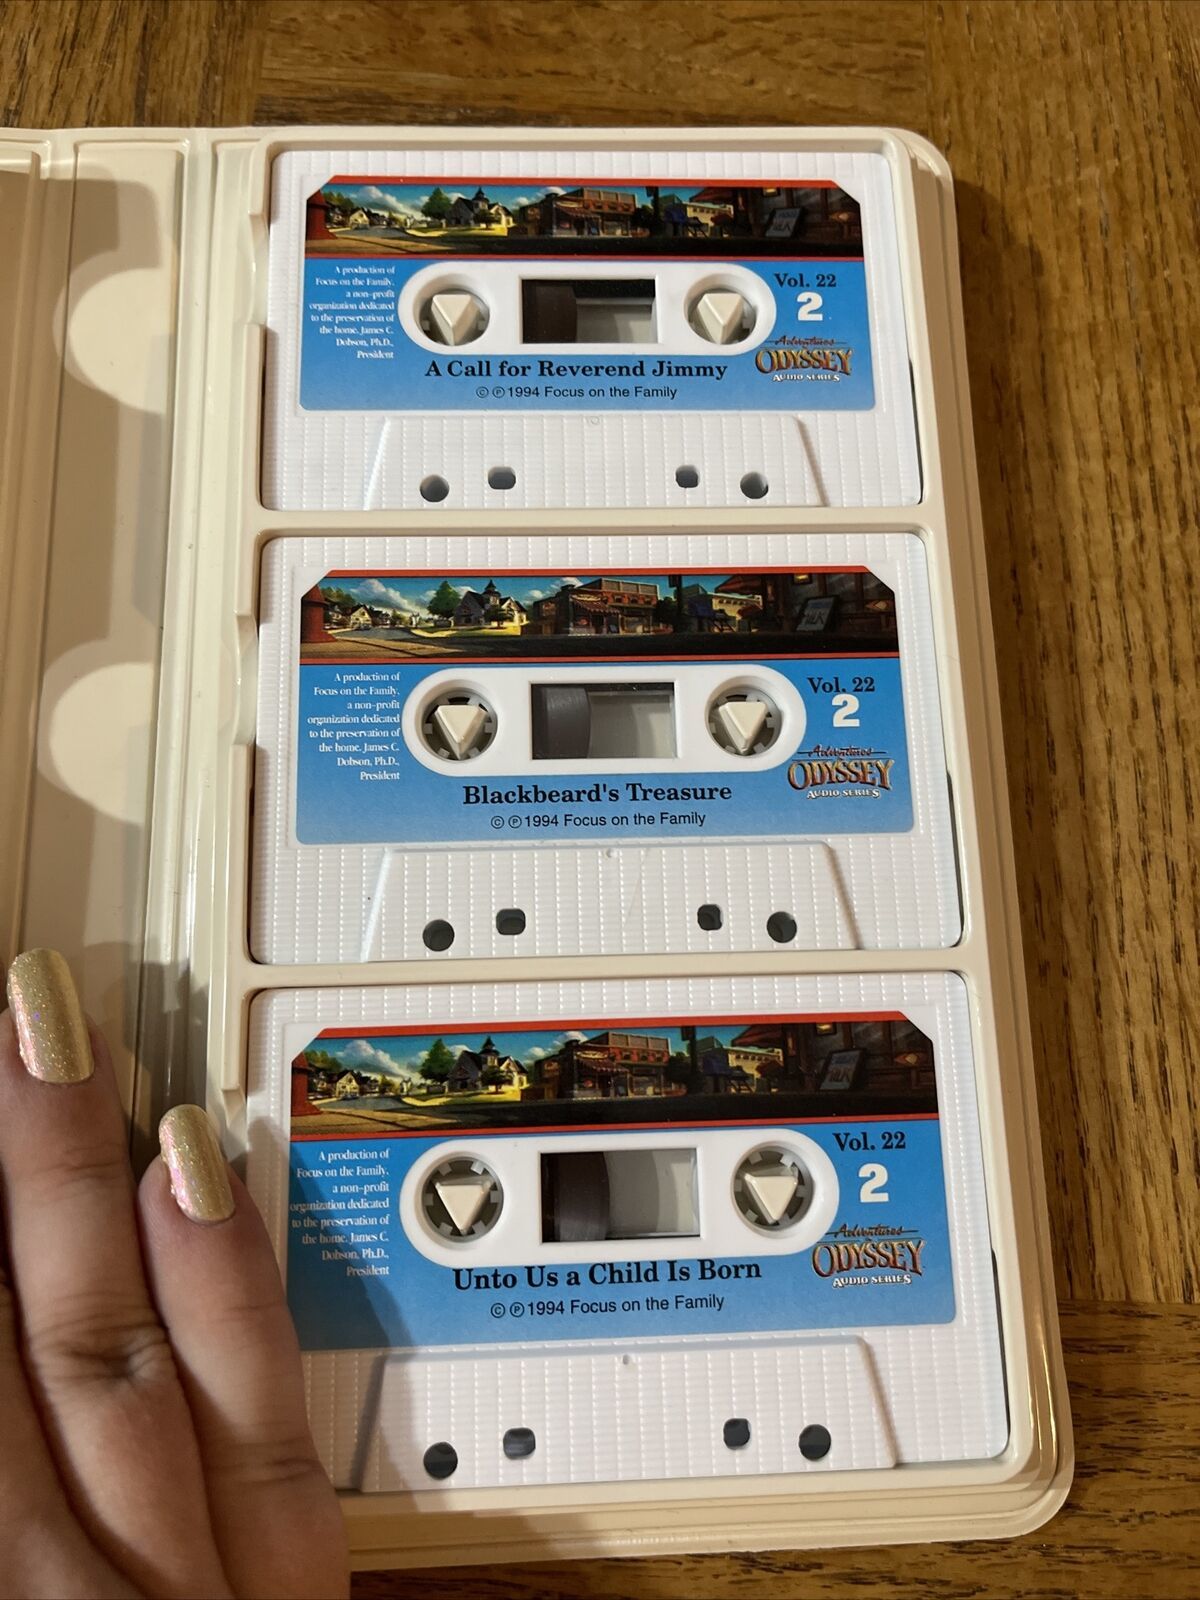 A production of
Focus on the Family,
a non-profit
organization dedicated
to the preservation of
the home. James C.
Dobson, Ph.D.,
President
Vol. 22
2
Adventures
ODYSSEY
AUDIO SERIES
A Call for Reverend Jimmy
© ℗ 1994 Focus on the Family
A production of
Focus on the Family,
a non-profit
organization dedicated
to the preservation of
the home. James C.
Dobson, Ph.D.,
President
Vol. 22
2
Adventures
ODYSSEY
AUDIO SERIES
Blackbeard's Treasure
© ℗ 1994 Focus on the Family
A production of
Focus on the Family,
a non-profit
organization dedicated
to the preservation of
the home. James C.
Dobson, Ph.D.,
President
Vol. 22
2
Adventures
ODYSSEY
AUDIO SERIES
Unto Us a Child Is Born
© ℗ 1994 Focus on the Family